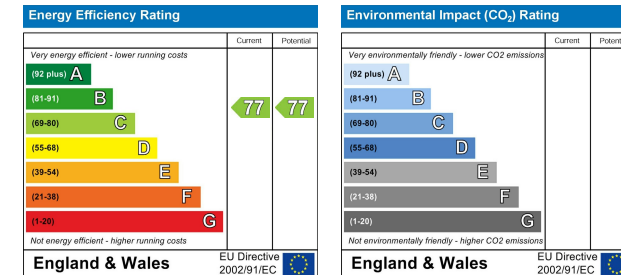 Energy Efficiency Rating
Current Potential
Very energy efficient - lower running costs
(92 plus) A
(81-91) B
(69-80) C
(55-68) D
(39-54) E
(21-38) F
(1-20) G
77 77
Not energy efficient - higher running costs
England & Wales
EU Directive
2002/91/EC
Environmental Impact (CO₂) Rating
Current Potent
Very environmentally friendly - lower CO2 emissions
(92 plus) A
(81-91) B
(69-80) C
(55-68) D
(39-54) E
(21-38) F
(1-20) G
Not environmentally friendly - higher CO2 emissions
England & Wales
EU Directive
2002/91/EC